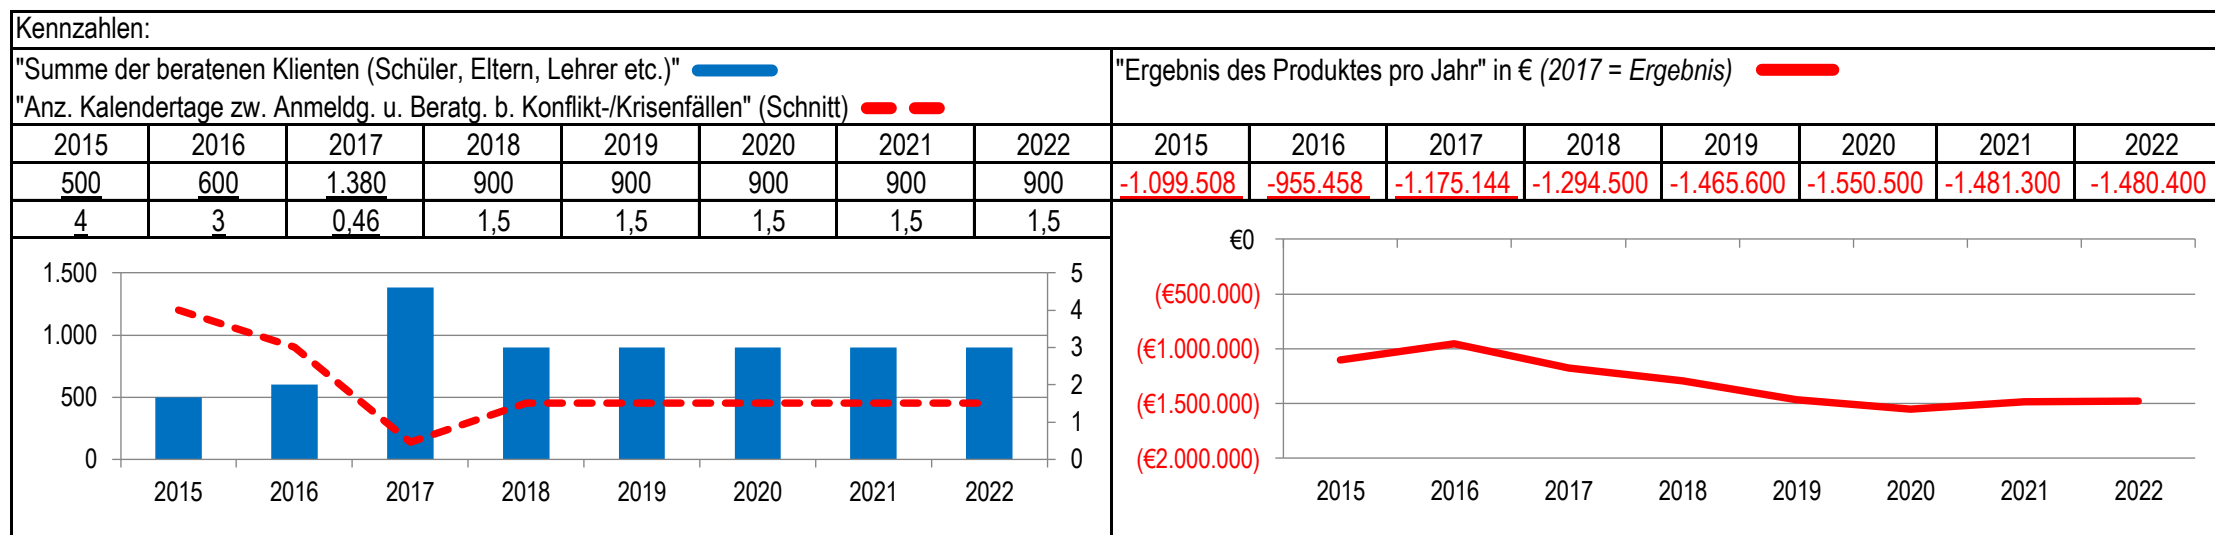 Kennzahlen:
"Summe der beratenen Klienten (Schüler, Eltern, Lehrer etc.)"
"Anz. Kalendertage zw. Anmeldg. u. Beratg. b. Konflikt-/Krisenfällen" (Schnitt)
2015 2016 2017 2018 2019 2020 2021 2022
500 600 1.380 900 900 900 900 900
4 3 0,46 1,5 1,5 1,5 1,5 1,5
1.500 5
4
1.000
3
500 2
1
0 0
2015 2016 2017 2018 2019 2020 2021 2022
"Ergebnis des Produktes pro Jahr" in € (2017 = Ergebnis)
2015 2016 2017 2018 2019 2020 2021 2022
-1.099.508 -955.458 -1.175.144 -1.294.500 -1.465.600 -1.550.500 -1.481.300 -1.480.400
€0
(€500.000)
(€1.000.000)
(€1.500.000)
(€2.000.000)
2015 2016 2017 2018 2019 2020 2021 2022